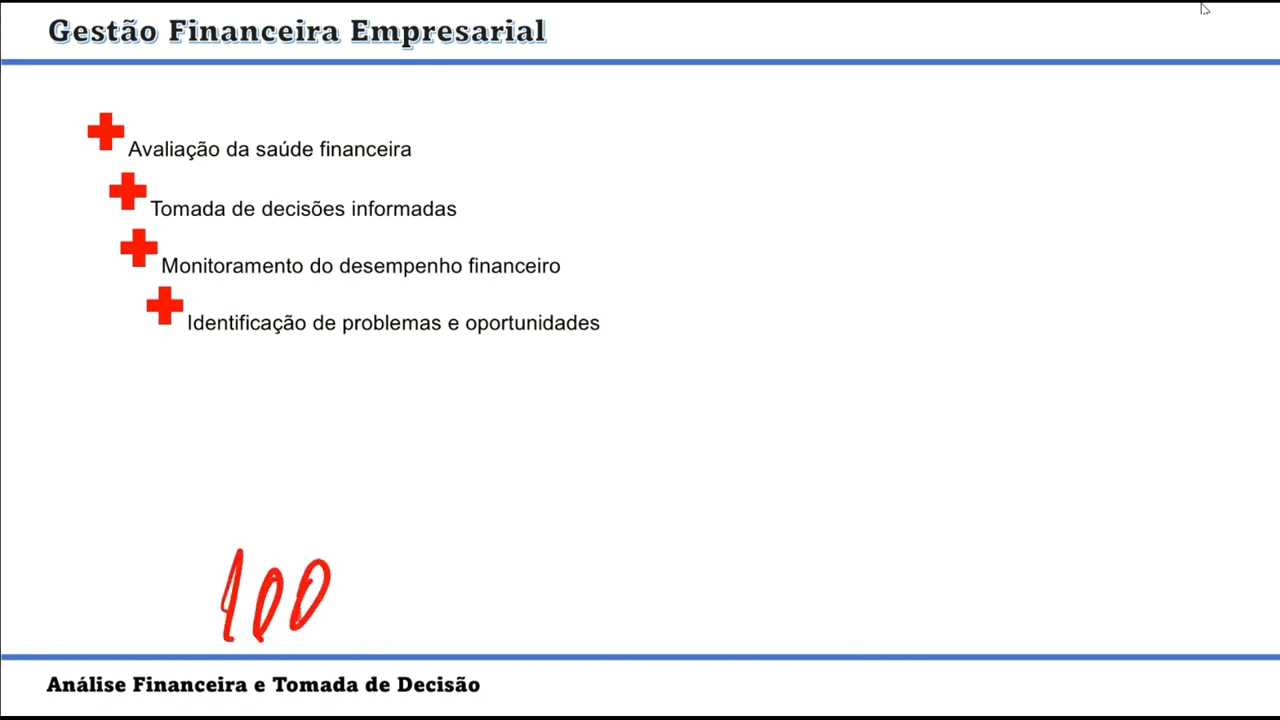 Gestão Financeira Empresarial
Avaliação da saúde financeira
Tomada de decisões informadas
Monitoramento do desempenho financeiro
Identificação de problemas e oportunidades
100
Análise Financeira e Tomada de Decisão